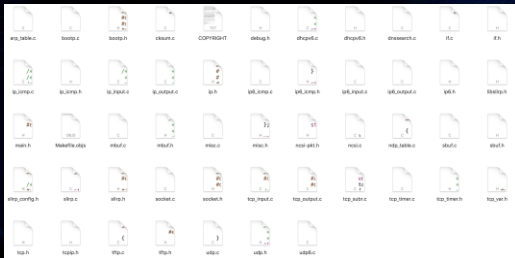 arp_table.c bootp.c bootp.h cksum.c COPYRIGHT debug.h dhcpv6.c dhcpv6.h dnssearch.c if.c if.h
ip_icmp.c ip_icmp.h ip_input.c ip_output.c ip.h ip6_icmp.c ip6_icmp.h ip6_input.c ip6_output.c ip6.h libslirp.h
main.h Makefile.objs mbuf.c mbuf.h misc.c misc.h ncsi-pkt.h ncsi.c ndp_table.c sbuf.c sbuf.h
slirp_config.h slirp.c slirp.h socket.c socket.h tcp_input.c tcp_output.c tcp_subr.c tcp_timer.c tcp_timer.h tcp_var.h
tcp.h tcpip.h tftp.c tftp.h udp.c udp.h udp6.c